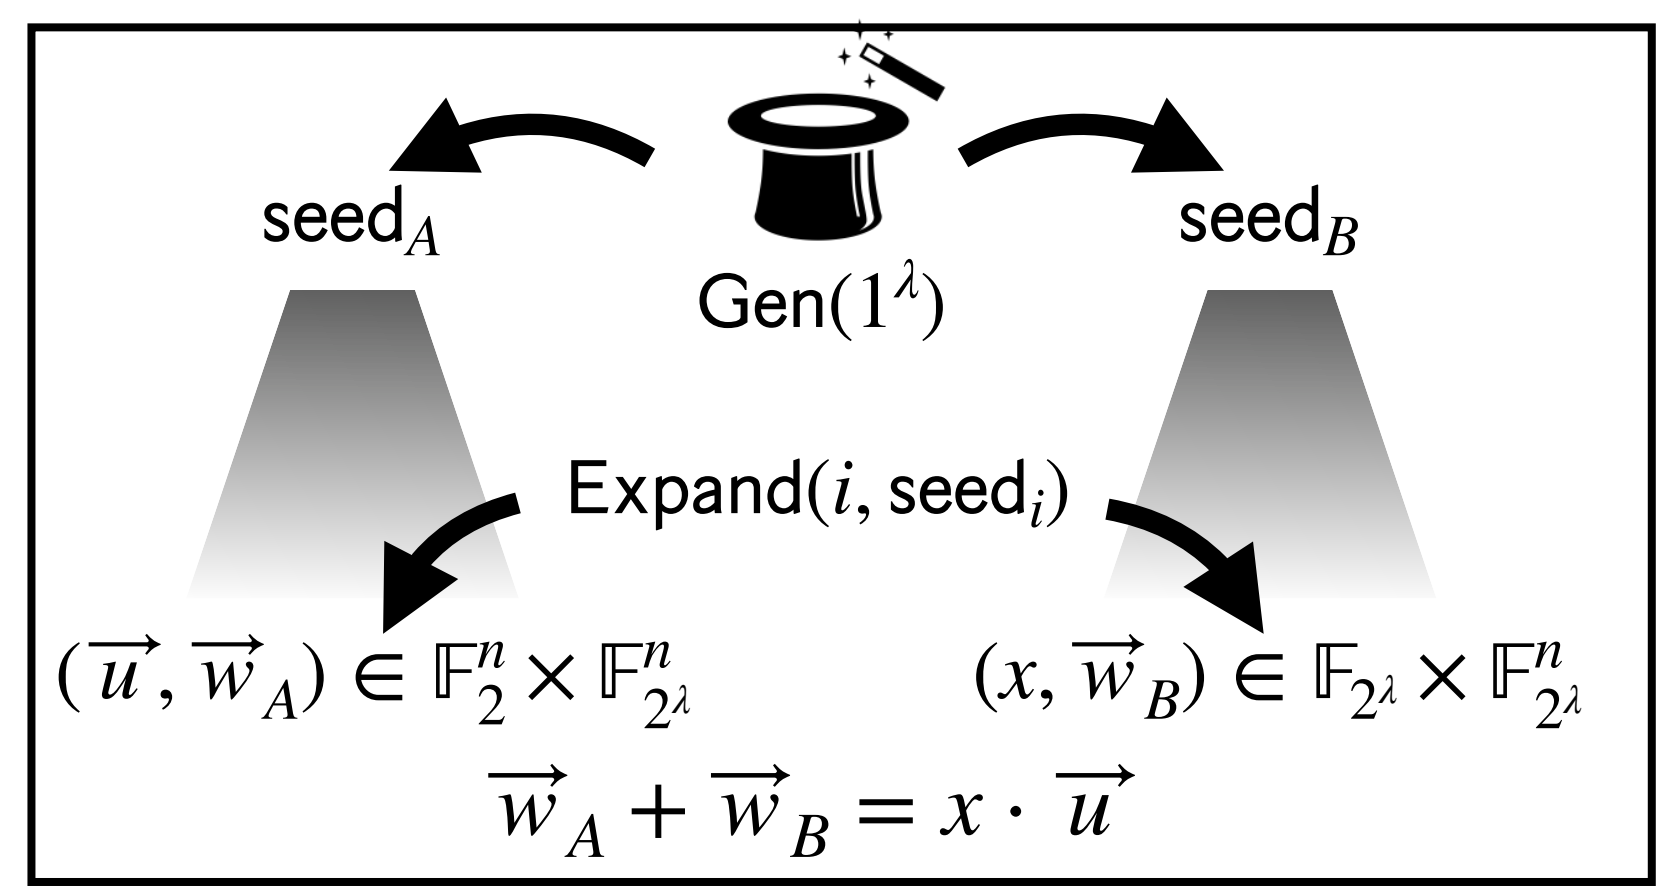 seed_A seed_B
Gen(1^λ)
Expand(i, seed_i)
(u⃗, w⃗_A) ∈ 𝔽_2^n × 𝔽_{2^λ}^n (x, w⃗_B) ∈ 𝔽_{2^λ} × 𝔽_{2^λ}^n
w⃗_A + w⃗_B = x · u⃗